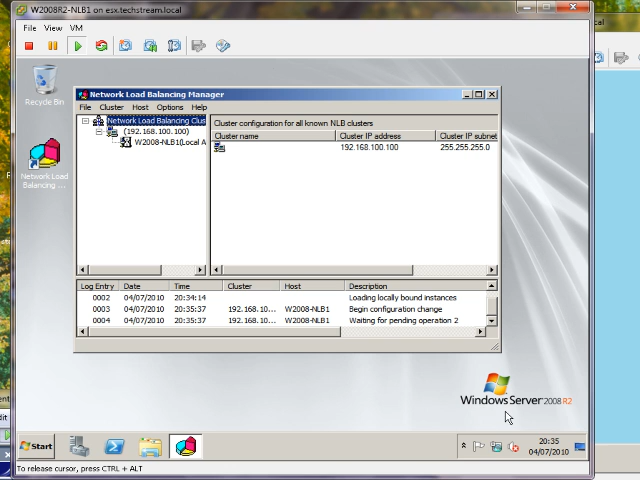 W2008R2-NLB1 on esx.techstream.local
File View VM
Recycle Bin
Network Load Balancing ...
Network Load Balancing Manager
File Cluster Host Options Help
Network Load Balancing Clus
(192.168.100.100)
W2008-NLB1(Local A
Cluster configuration for all known NLB clusters
Cluster name Cluster IP address Cluster IP subnet
192.168.100.100 255.255.255.0
Log Entry Date Time Cluster Host Description
0002 04/07/2010 20:34:14 Loading locally bound instances
0003 04/07/2010 20:35:37 192.168.10... W2008-NLB1 Begin configuration change
0004 04/07/2010 20:35:37 192.168.10... W2008-NLB1 Waiting for pending operation 2
Windows Server 2008 R2
Start
20:35
04/07/2010
To release cursor, press CTRL + ALT